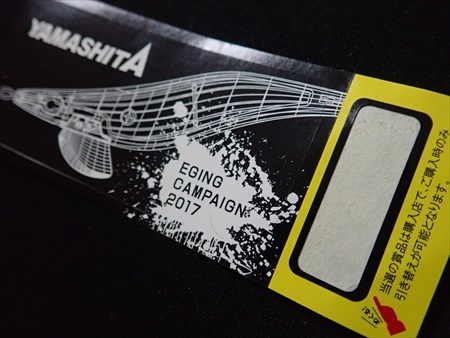 YAMASHITA
EGING
CAMPAIGN
2017
当選の賞品は購入店で、ご購入時のみ
引き替えが可能となります。